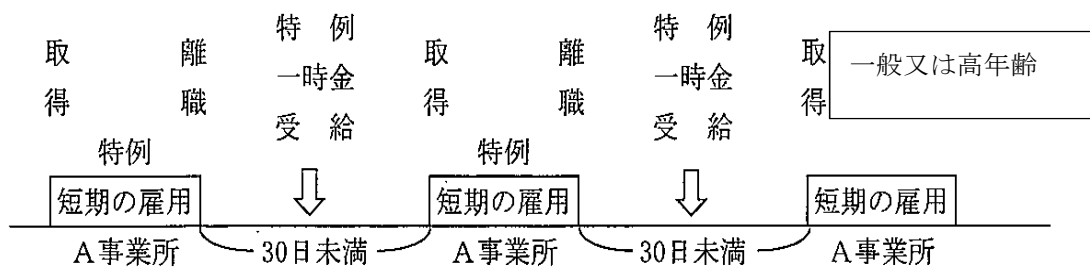 取得
離職
特例
一時金
受給
取得
離職
特例
一時金
受給
取得
一般又は高年齢
特例
特例
短期の雇用
短期の雇用
短期の雇用
A事業所
30日未満
A事業所
30日未満
A事業所